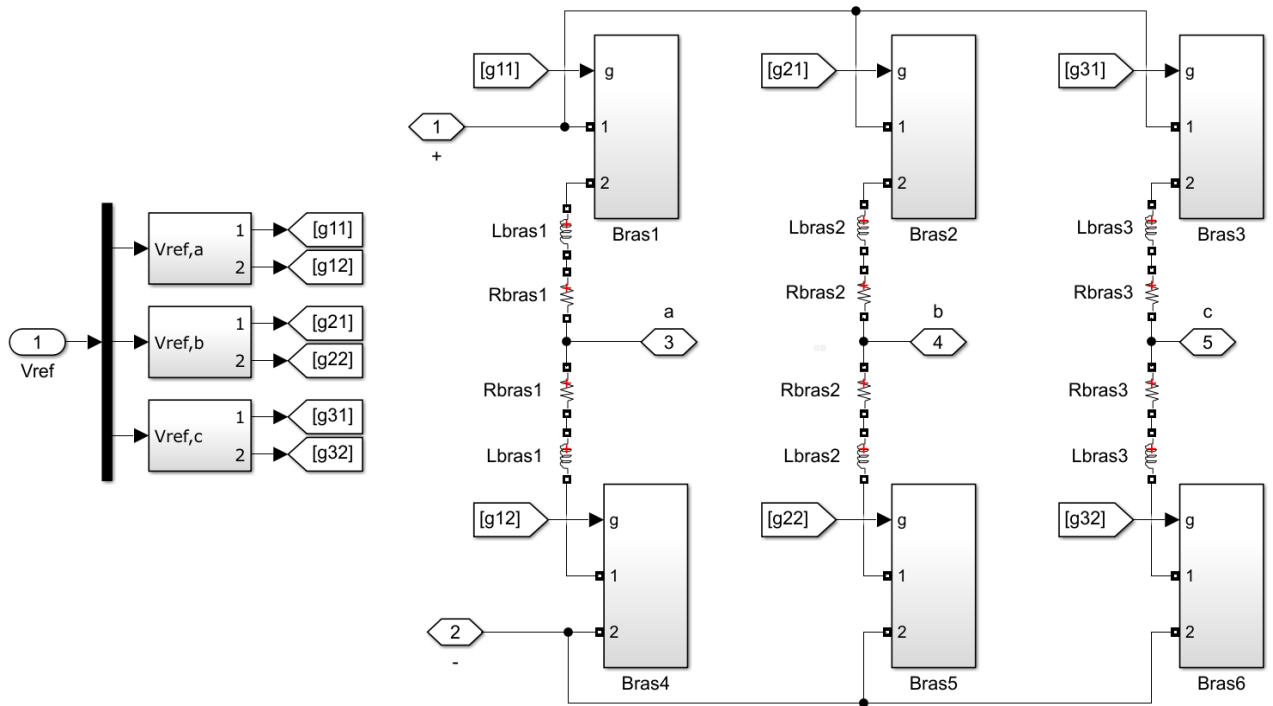 1
Vref
Vref,a
1
2
[g11]
[g12]
Vref,b
1
2
[g21]
[g22]
Vref,c
1
2
[g31]
[g32]
[g11]
g
1
2
Bras1
1
+
Lbras1
Rbras1
a
3
Rbras1
Lbras1
[g12]
g
1
2
Bras4
2
-
[g21]
g
1
2
Bras2
Lbras2
Rbras2
b
4
Rbras2
Lbras2
[g22]
g
1
2
Bras5
[g31]
g
1
2
Bras3
Lbras3
Rbras3
c
5
Rbras3
Lbras3
[g32]
g
1
2
Bras6